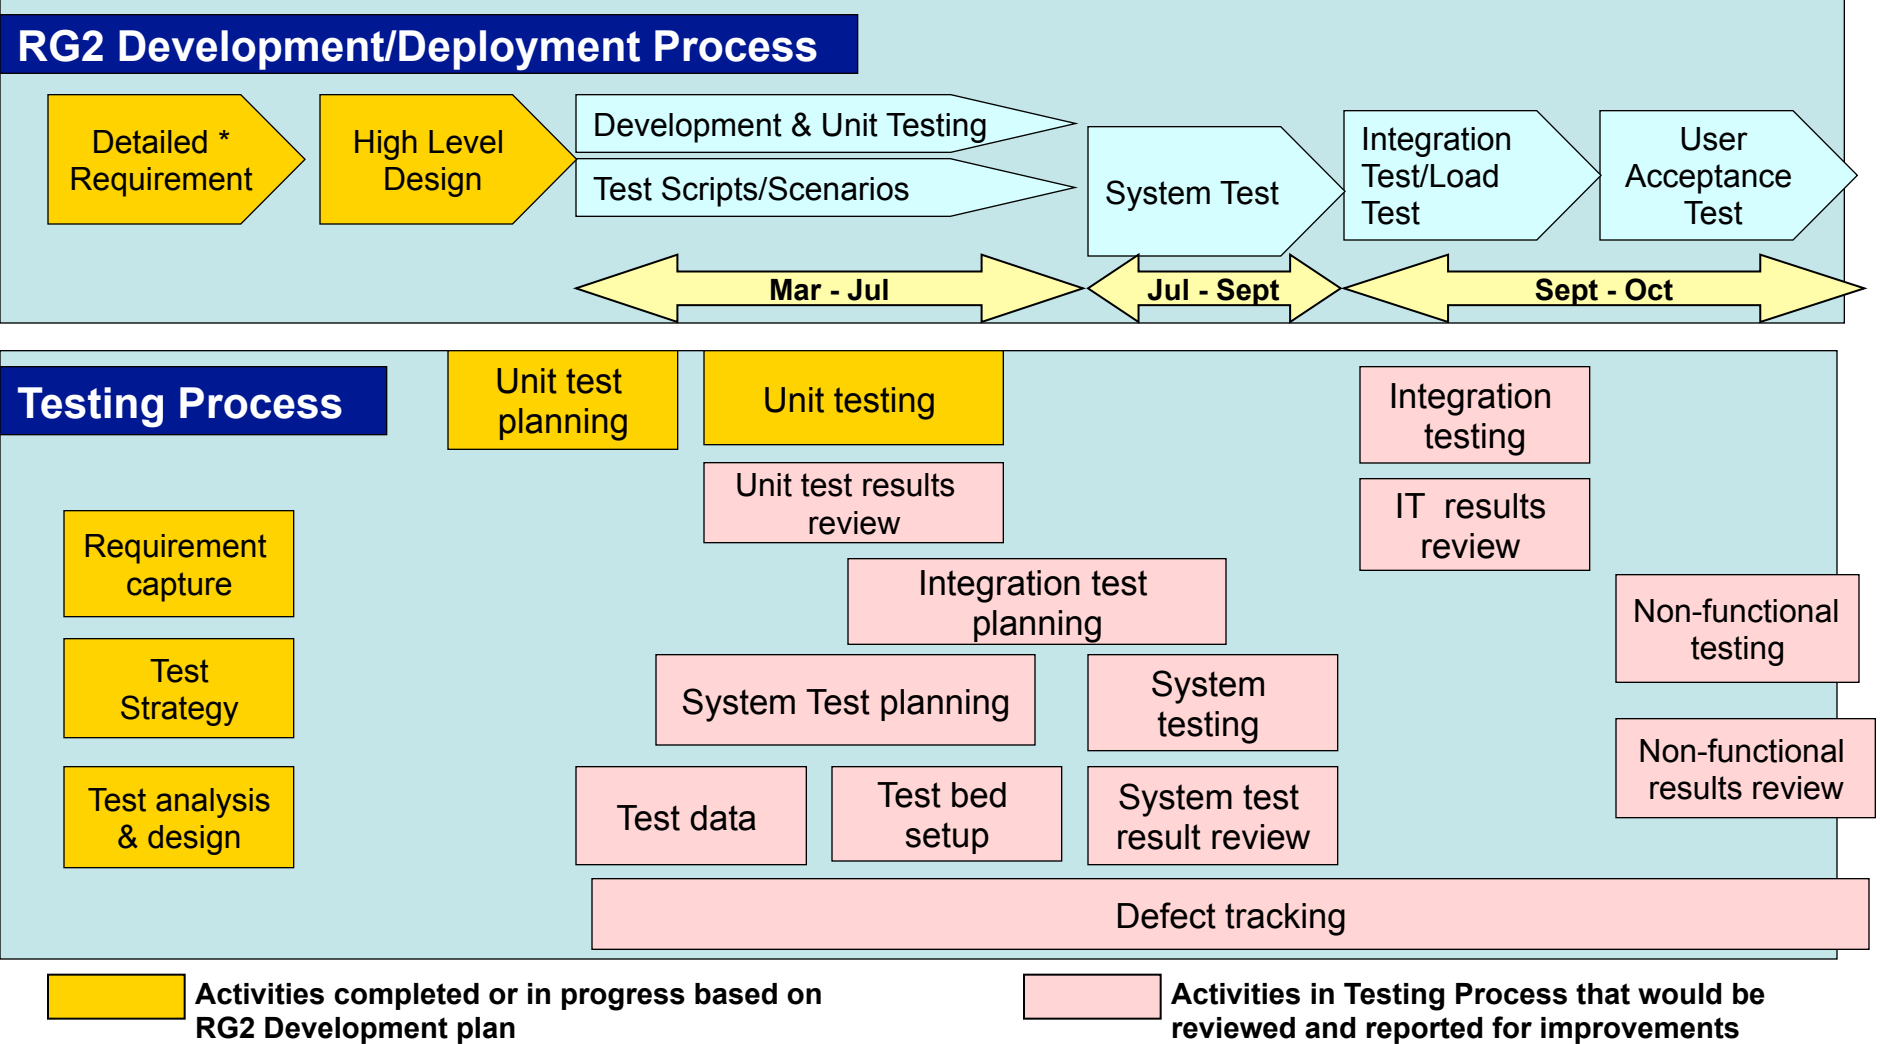 RG2 Development/Deployment Process
Detailed *
Requirement
High Level
Design
Development & Unit Testing
Test Scripts/Scenarios
System Test
Integration
Test/Load
Test
User
Acceptance
Test
Mar - Jul
Jul - Sept
Sept - Oct
Testing Process
Unit test
planning
Unit testing
Integration
testing
Unit test results
review
IT results
review
Requirement
capture
Integration test
planning
Non-functional
testing
Test
Strategy
System Test planning
System
testing
Non-functional
results review
Test analysis
& design
Test data
Test bed
setup
System test
result review
Defect tracking
Activities completed or in progress based on
RG2 Development plan
Activities in Testing Process that would be
reviewed and reported for improvements